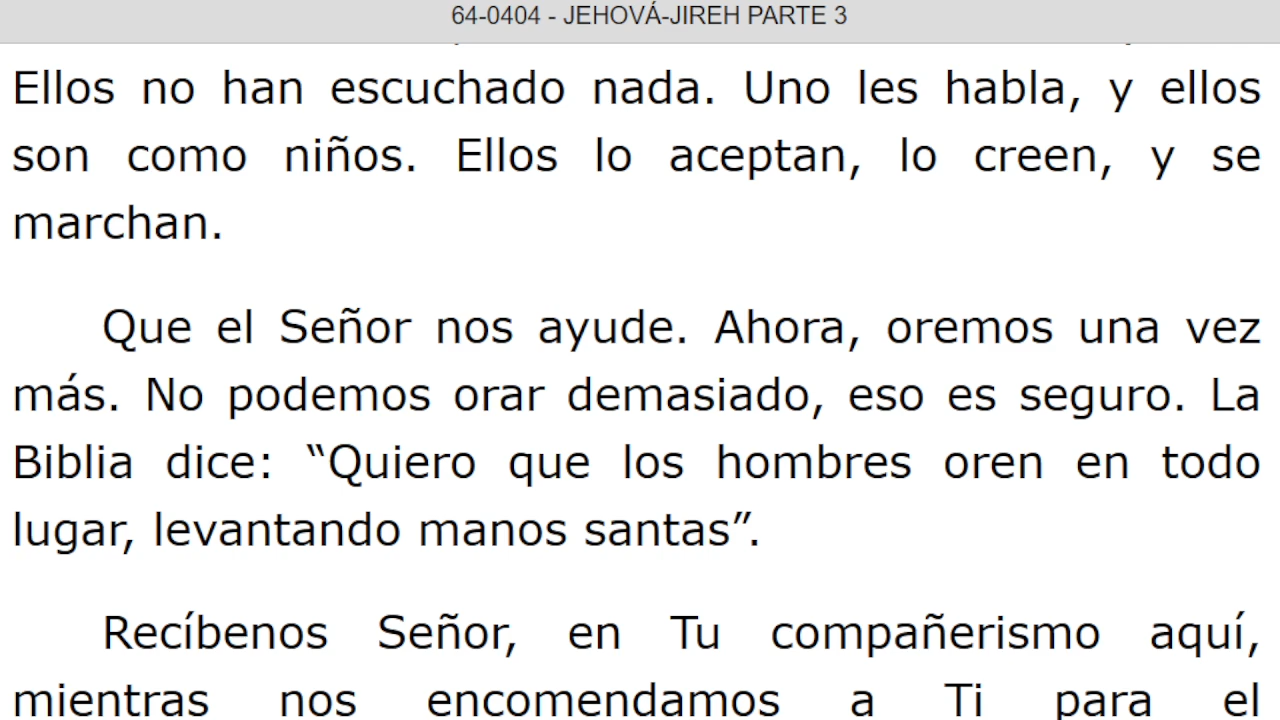 64-0404 - JEHOVÁ-JIREH PARTE 3
Ellos no han escuchado nada. Uno les habla, y ellos
son como niños. Ellos lo aceptan, lo creen, y se
marchan.
Que el Señor nos ayude. Ahora, oremos una vez
más. No podemos orar demasiado, eso es seguro. La
Biblia dice: “Quiero que los hombres oren en todo
lugar, levantando manos santas”.
Recíbenos Señor, en Tu compañerismo aquí,
mientras nos encomendamos a Ti para el